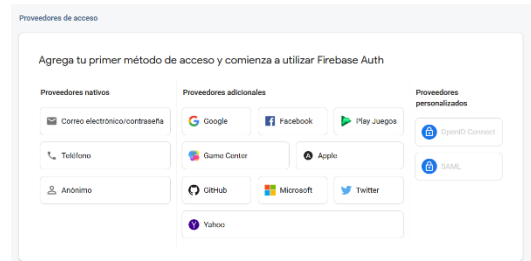 Proveedores de acceso
Agrega tu primer método de acceso y comienza a utilizar Firebase Auth
Proveedores nativos
Proveedores adicionales
Proveedores personalizados
Correo electrónico/contraseña
Google
Facebook
Play Juegos
OpenID Connect
Teléfono
Game Center
Apple
SAML
Anónimo
GitHub
Microsoft
Twitter
Yahoo